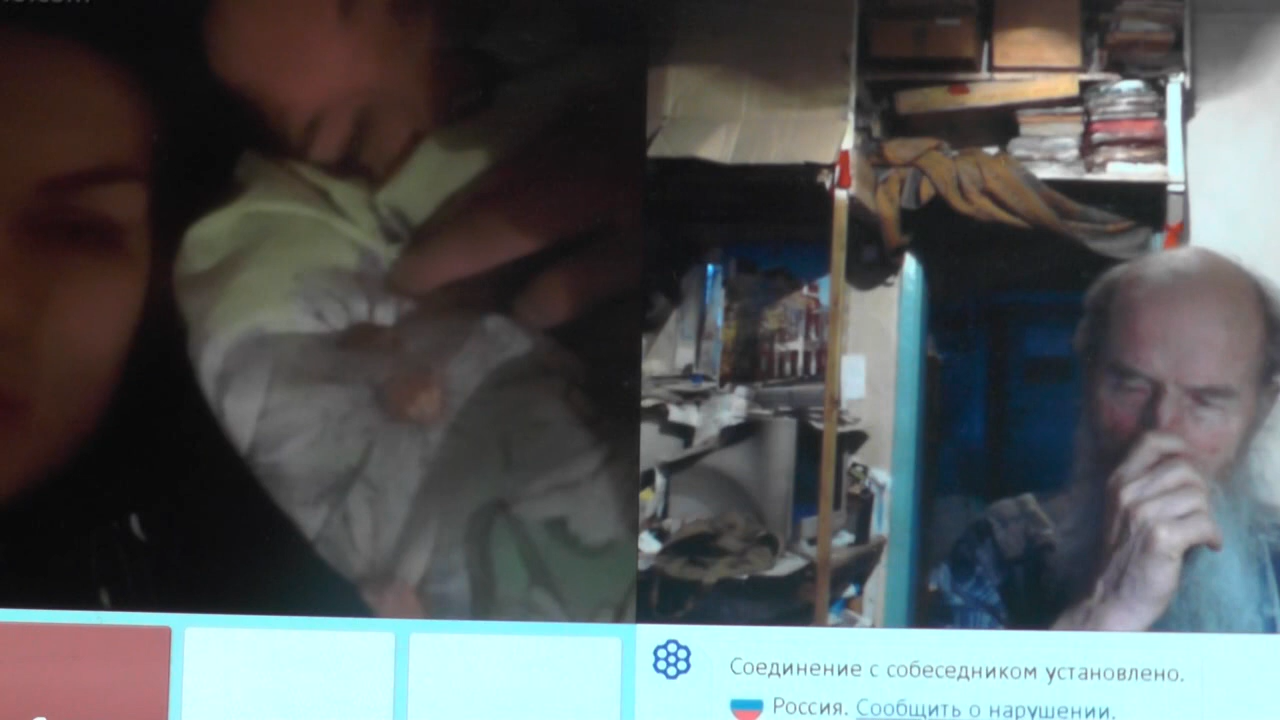 Соединение с собеседником установлено.
Россия. Сообщить о нарушении.